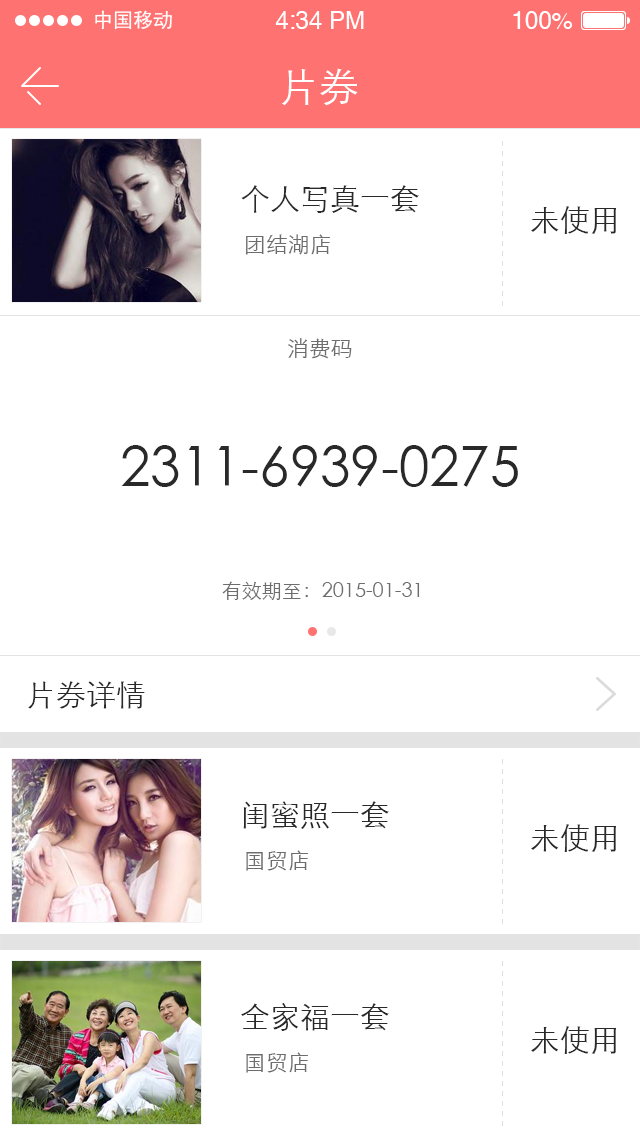 中国移动 4:34 PM 100%
片券
个人写真一套
团结湖店
未使用
消费码
2311-6939-0275
有效期至：2015-01-31
片券详情
闺蜜照一套
国贸店
未使用
全家福一套
国贸店
未使用